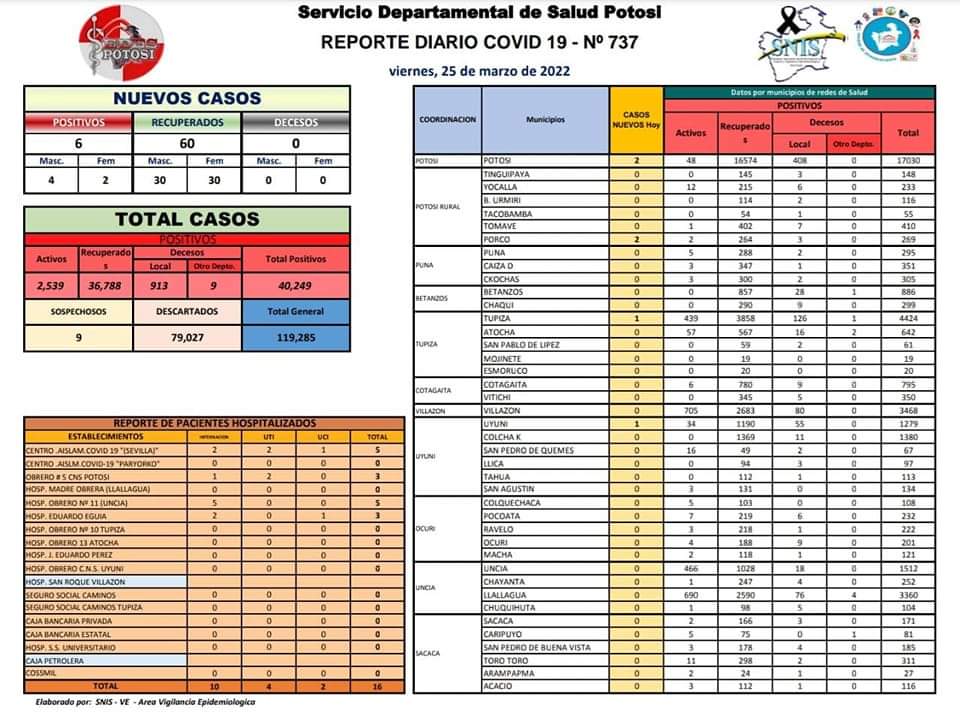 Servicio Departamental de Salud Potosi
REPORTE DIARIO COVID 19 - Nº 737
viernes, 25 de marzo de 2022
POTOSI
SNIS
NUEVOS CASOS
POSITIVOS RECUPERADOS DECESOS
6 60 0
Masc. Fem Masc. Fem Masc. Fem
4 2 30 30 0 0
TOTAL CASOS
POSITIVOS
Activos Recuperados Decesos Total Positivos
Local Otro Depto.
2,539 36,788 913 9 40,249
SOSPECHOSOS DESCARTADOS Total General
9 79,027 119,285
REPORTE DE PACIENTES HOSPITALIZADOS
ESTABLECIMIENTOS INTERNACION UTI UCI TOTAL
CENTRO .AISLAM.COVID 19 "(SEVILLA)" 2 2 1 5
CENTRO .AISLM.COVID-19 "PARYORKO" 0 0 0 0
OBRERO # 5 CNS POTOSI 1 2 0 3
HOSP. MADRE OBRERA (LLALLAGUA) 0 0 0 0
HOSP. OBRERO Nº 11 (UNCIA) 5 0 0 5
HOSP. EDUARDO EGUIA 2 0 1 3
HOSP. OBRERO Nº 10 TUPIZA 0 0 0 0
HOSP. OBRERO 13 ATOCHA 0 0 0 0
HOSP. J. EDUARDO PEREZ 0 0 0 0
HOSP. OBRERO C.N.S. UYUNI 0 0 0 0
HOSP. SAN ROQUE VILLAZON
SEGURO SOCIAL CAMINOS 0 0 0 0
SEGURO SOCIAL CAMINOS TUPIZA 0 0 0 0
CAJA BANCARIA PRIVADA 0 0 0 0
CAJA BANCARIA ESTATAL 0 0 0 0
HOSP. S.S. UNIVERSITARIO 0 0 0 0
CAJA PETROLERA
COSSMIL 0 0 0 0
TOTAL 10 4 2 16
Elaborado por: SNIS - VE - Area Vigilancia Epidemiologica
Datos por municipios de redes de Salud
COORDINACION Municipios CASOS NUEVOS Hoy POSITIVOS
Activos Recuperados Decesos Total
Local Otro Depto.
POTOSI POTOSI 2 48 16574 408 0 17030
POTOSI RURAL TINGUIPAYA 0 0 145 3 0 148
YOCALLA 0 12 215 6 0 233
B. URMIRI 0 0 114 2 0 116
TACOBAMBA 0 0 54 1 0 55
TOMAVE 0 1 402 7 0 410
PORCO 2 2 264 3 0 269
PUNA PUNA 0 5 288 2 0 295
CAIZA D 0 3 347 1 0 351
CKOCHAS 0 3 300 2 0 305
BETANZOS BETANZOS 0 0 857 28 1 886
CHAQUI 0 0 290 9 0 299
TUPIZA TUPIZA 1 439 3858 126 1 4424
ATOCHA 0 57 567 16 2 642
SAN PABLO DE LIPEZ 0 0 59 2 0 61
MOJINETE 0 0 19 0 0 19
ESMORUCO 0 0 20 0 0 20
COTAGAITA COTAGAITA 0 6 780 9 0 795
VITICHI 0 0 345 5 0 350
VILLAZON VILLAZON 0 705 2683 80 0 3468
UYUNI UYUNI 1 34 1190 55 0 1279
COLCHA K 0 0 1369 11 0 1380
SAN PEDRO DE QUEMES 0 16 49 2 0 67
LLICA 0 0 94 3 0 97
TAHUA 0 0 112 1 0 113
SAN AGUSTIN 0 3 131 0 0 134
OCURI COLQUECHACA 0 5 103 0 0 108
POCOATA 0 7 219 6 0 232
RAVELO 0 3 218 1 0 222
OCURI 0 4 188 9 0 201
MACHA 0 2 118 1 0 121
UNCIA UNCIA 0 466 1028 18 0 1512
CHAYANTA 0 1 247 4 0 252
LLALLAGUA 0 690 2590 76 4 3360
CHUQUIHUTA 0 1 98 5 0 104
SACACA SACACA 0 2 166 3 0 171
CARIPUYO 0 5 75 0 1 81
SAN PEDRO DE BUENA VISTA 0 3 178 4 0 185
TORO TORO 0 11 298 2 0 311
ARAMPAMPA 0 2 24 1 0 27
ACACIO 0 3 112 1 0 116